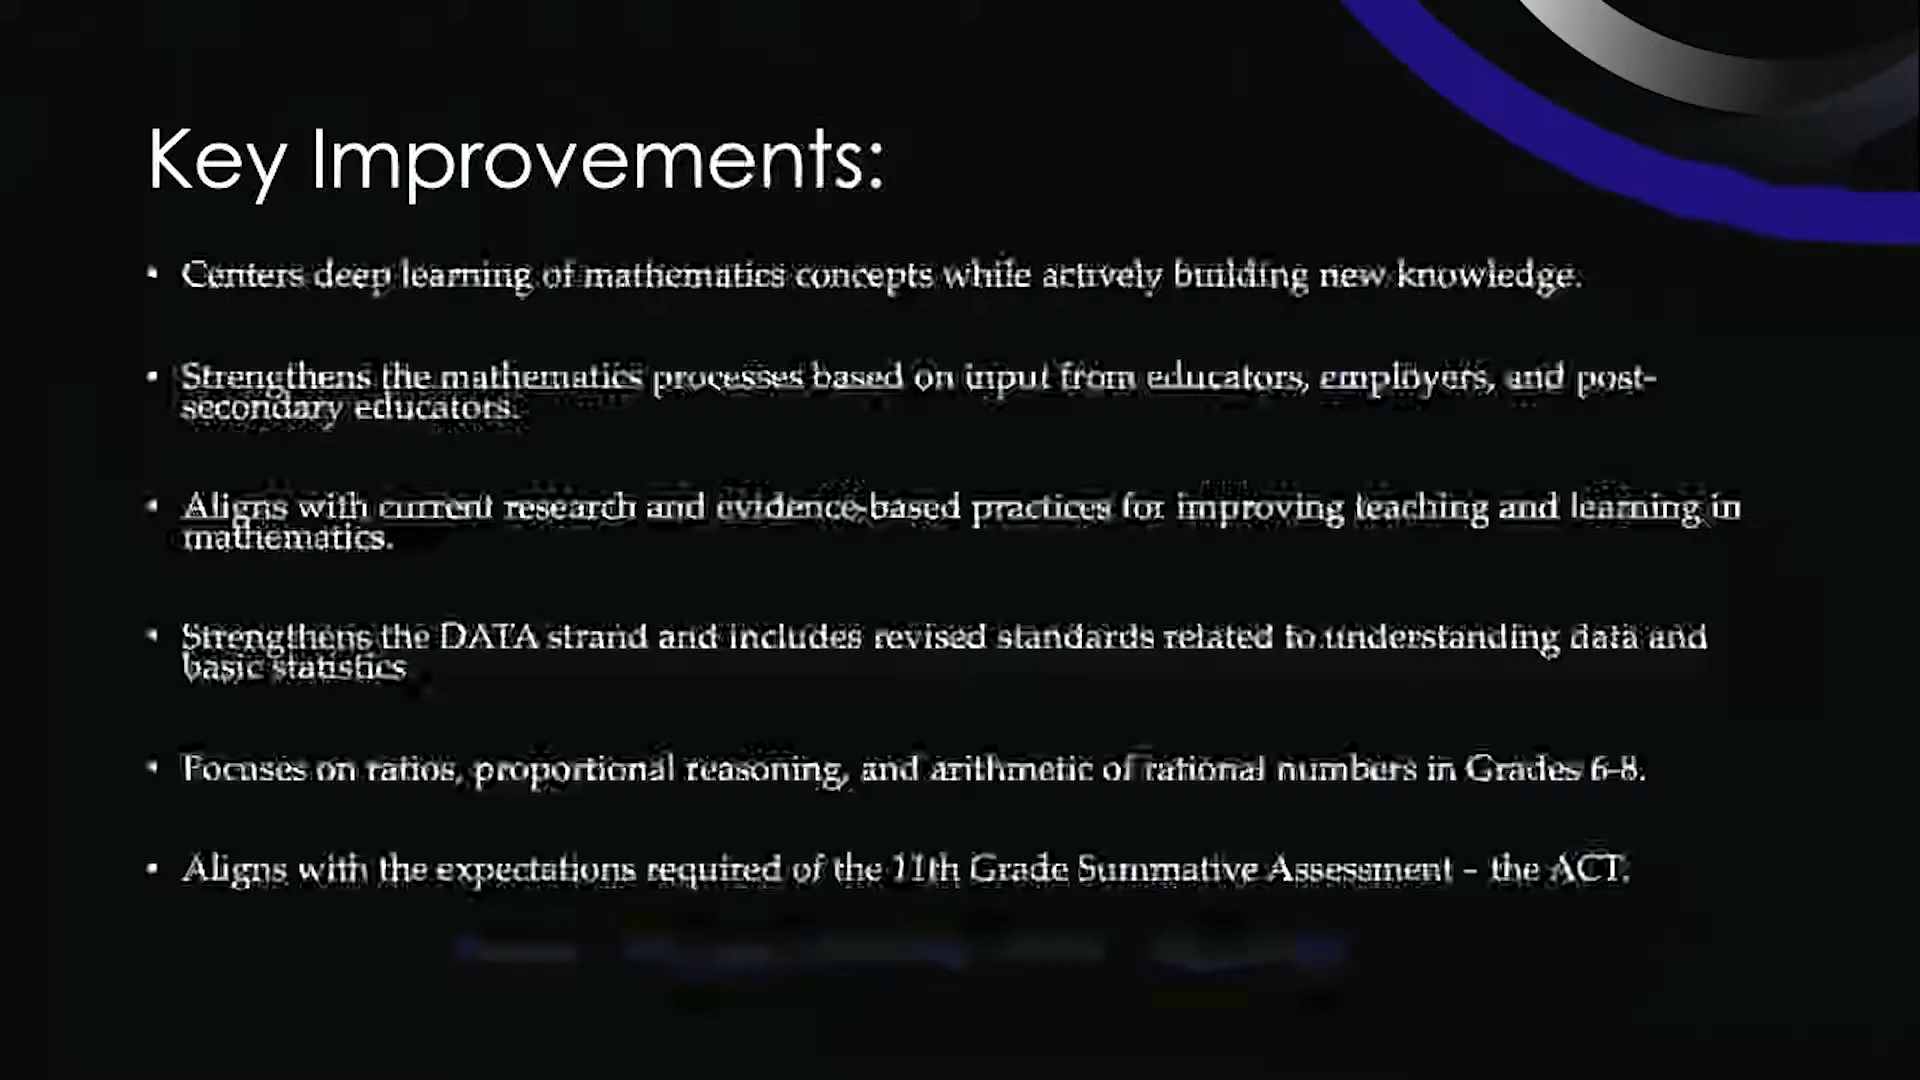 Key Improvements:
• Centers deep learning of mathematics concepts while actively building new knowledge.
• Strengthens the mathematics processes based on input from educators, employers, and post-
secondary educators.
• Aligns with current research and evidence-based practices for improving teaching and learning in
mathematics.
• Strengthens the DATA strand and includes revised standards related to understanding data and
basic statistics
• Focuses on ratios, proportional reasoning, and arithmetic of rational numbers in Grades 6-8.
• Aligns with the expectations required of the 11th Grade Summative Assessment – the ACT.